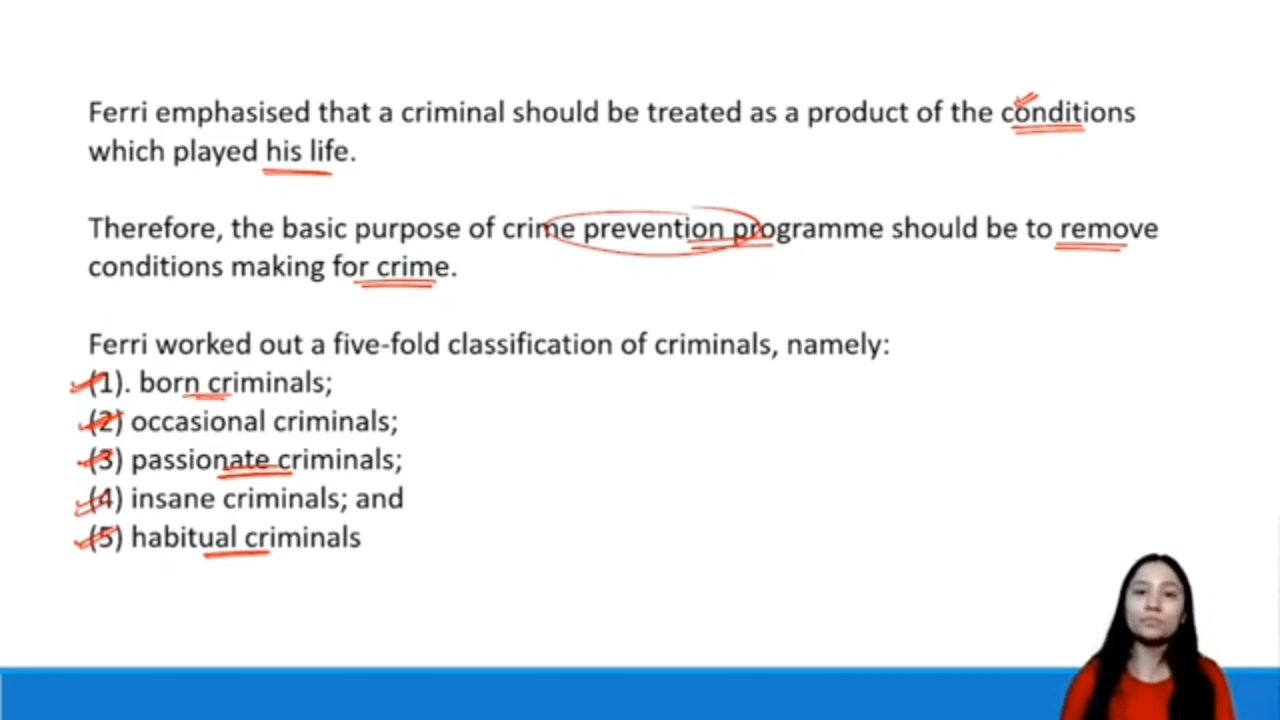 Ferri emphasised that a criminal should be treated as a product of the conditions
which played his life.
Therefore, the basic purpose of crime prevention programme should be to remove
conditions making for crime.
Ferri worked out a five-fold classification of criminals, namely:
(1). born criminals;
(2) occasional criminals;
(3) passionate criminals;
(4) insane criminals; and
(5) habitual criminals